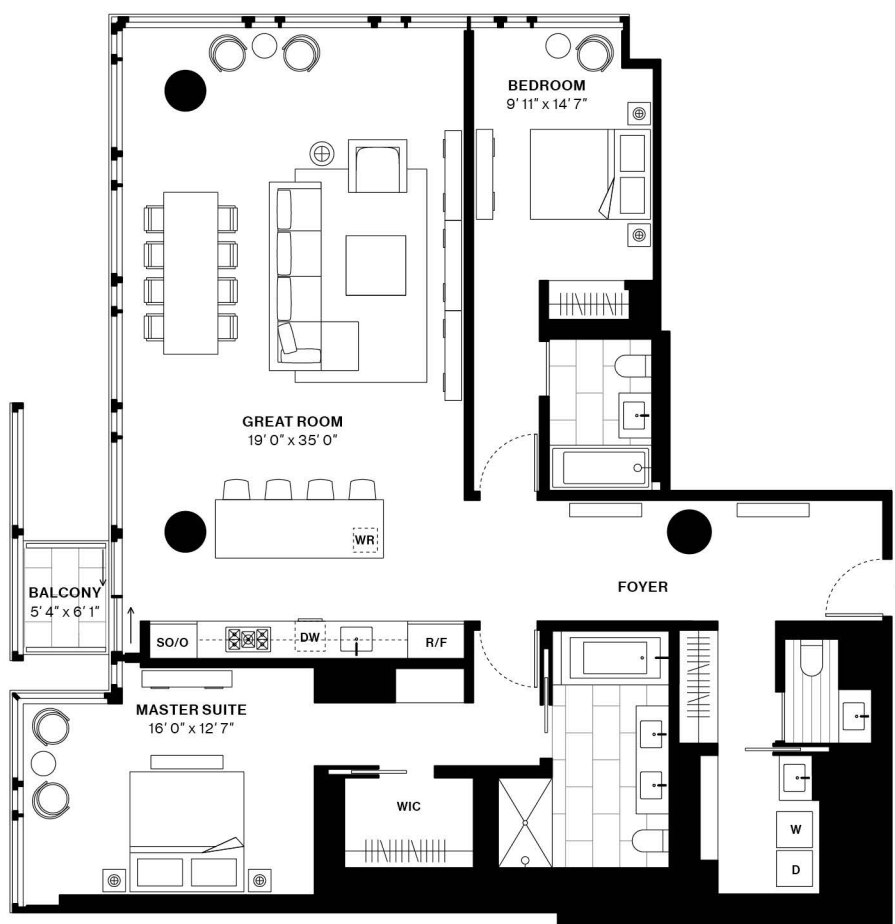 BEDROOM
9' 11" x 14' 7"
GREAT ROOM
19' 0" x 35' 0"
WR
FOYER
BALCONY
5' 4" x 6' 1"
SO/O
DW
R/F
MASTER SUITE
16' 0" x 12' 7"
WIC
W
D